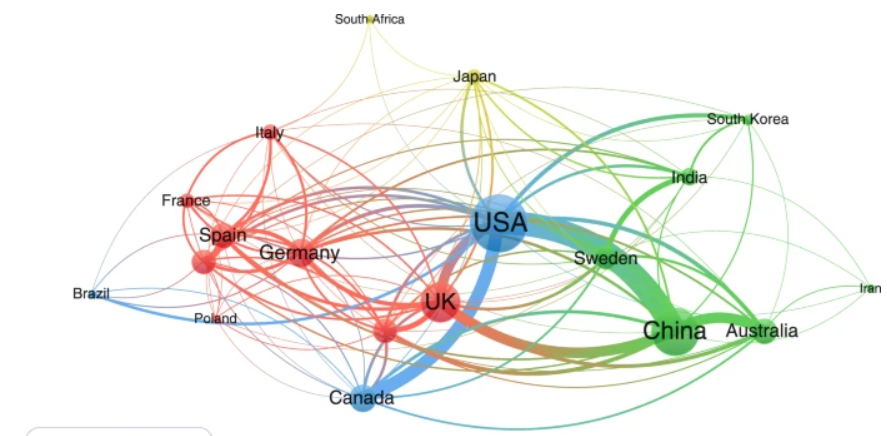 South Africa
Japan
South Korea
Italy
India
France
USA
Spain
Germany
Sweden
Iran
Brazil
UK
Poland
China
Australia
Canada